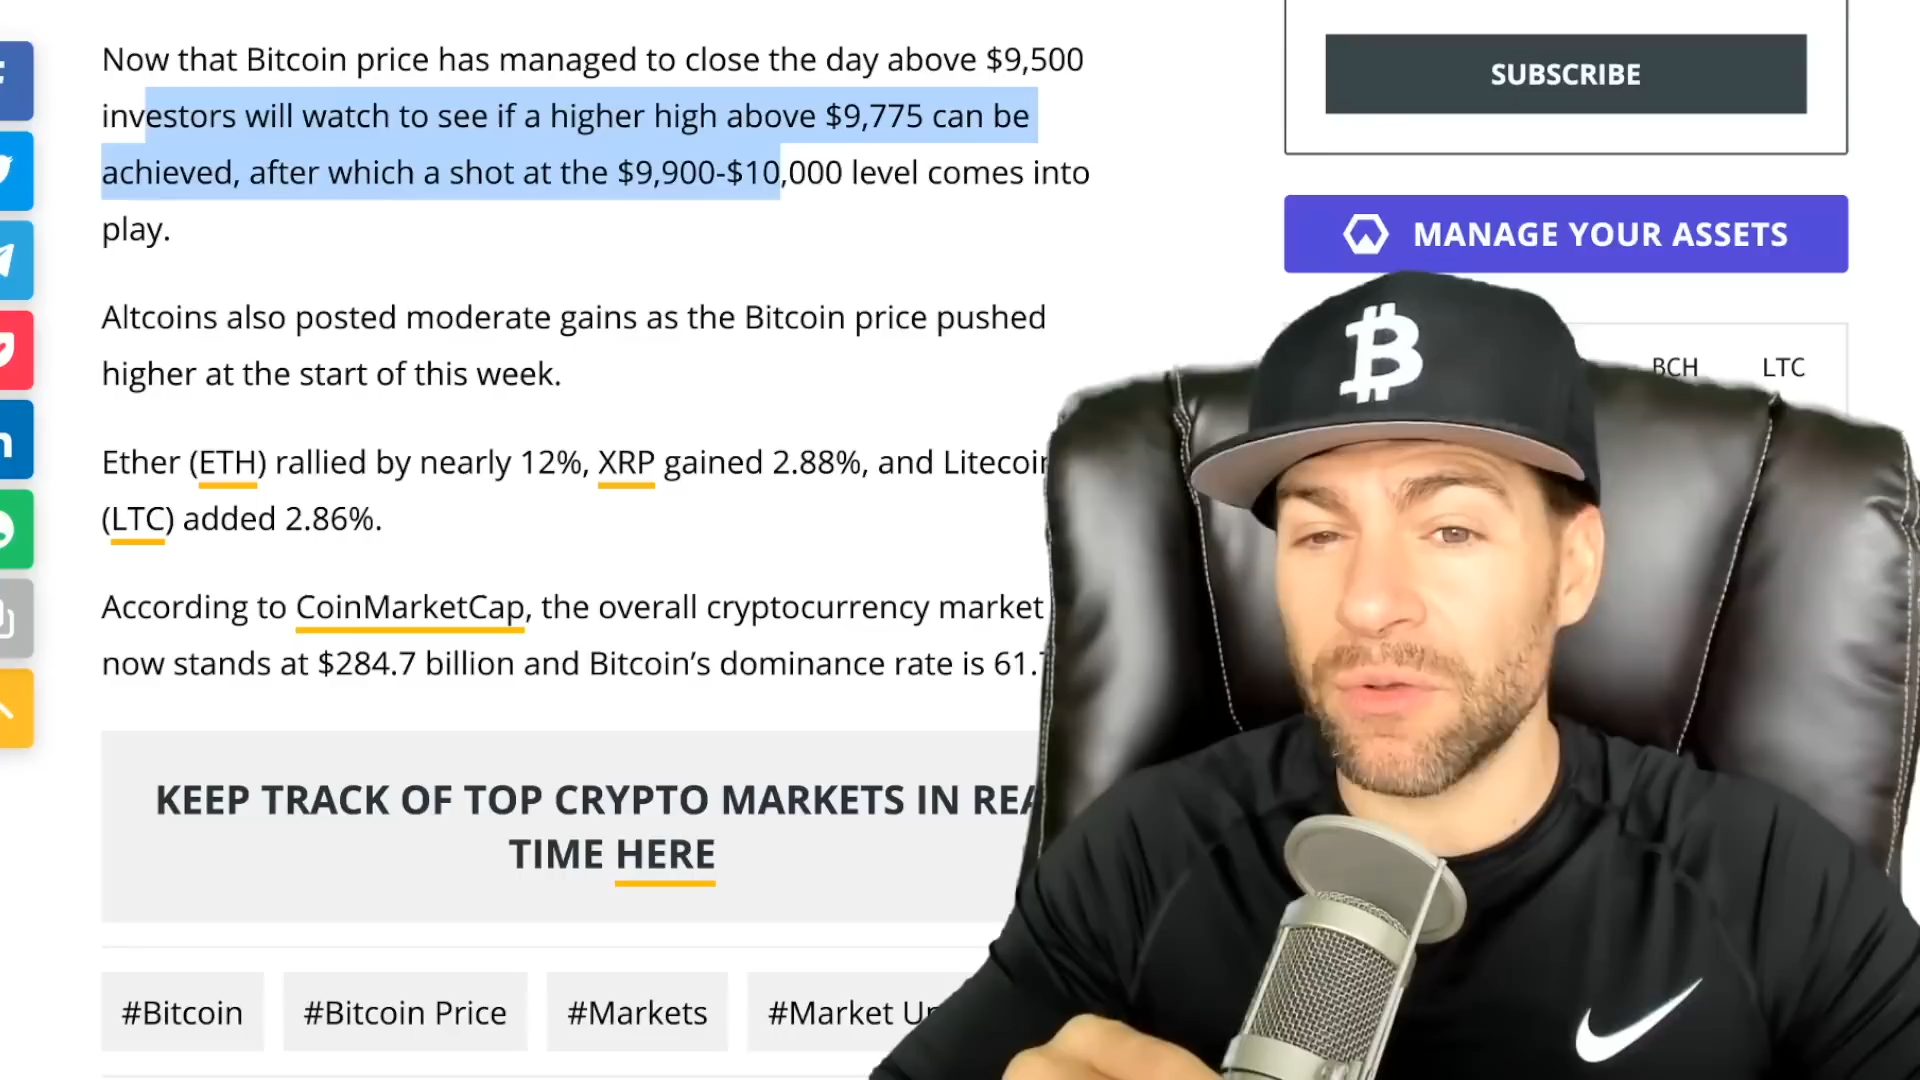 Now that Bitcoin price has managed to close the day above $9,500
investors will watch to see if a higher high above $9,775 can be
achieved, after which a shot at the $9,900-$10,000 level comes into
play.
Altcoins also posted moderate gains as the Bitcoin price pushed
higher at the start of this week.
Ether (ETH) rallied by nearly 12%, XRP gained 2.88%, and
(LTC) added 2.86%.
According to CoinMarketCap, the overall cryptocurrency market
now stands at $284.7 billion and Bitcoin's dominance rate is
KEEP TRACK OF TOP CRYPTO MARKETS IN
TIME HERE
#Bitcoin #Bitcoin Price #Markets #Market
SUBSCRIBE
MANAGE YOUR ASSETS
BCH LTC